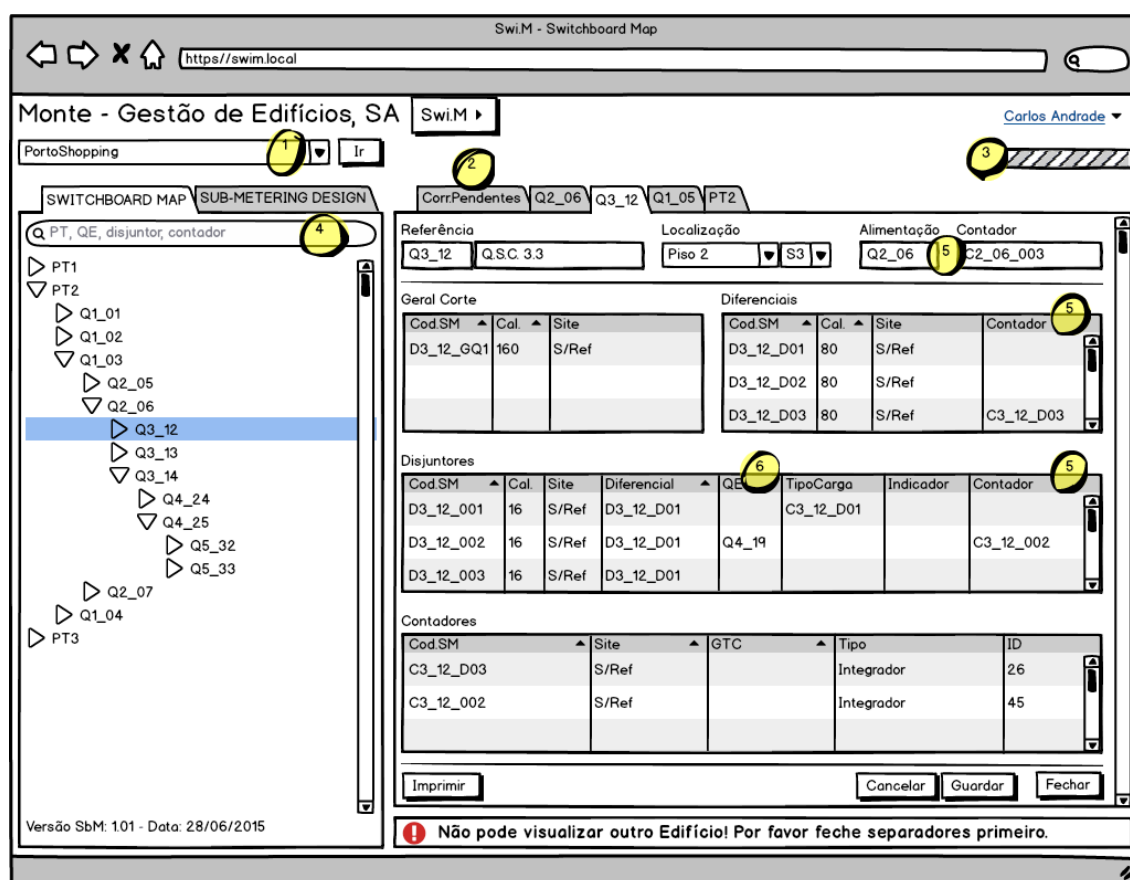 Swi.M - Switchboard Map
https//swim.local
Monte - Gestão de Edifícios, SA Swi.M
Carlos Andrade
PortoShopping 1 Ir
3
2
SWITCHBOARD MAP SUB-METERING DESIGN
Corr.Pendentes Q2_06 Q3_12 Q1_05 PT2
PT, QE, disjuntor, contador 4
PT1
PT2
Q1_01
Q1_02
Q1_03
Q2_05
Q2_06
Q3_12
Q3_13
Q3_14
Q4_24
Q4_25
Q5_32
Q5_33
Q2_07
Q1_04
PT3
Versão SbM: 1.01 - Data: 28/06/2015
Referência Localização Alimentação Contador
Q3_12 Q.S.C. 3.3 Piso 2 S3 Q2_06 5 C2_06_003
Geral Corte
Cod.SM Cal. Site
D3_12_GQ1 160 S/Ref
Diferenciais
Cod.SM Cal. Site Contador 5
D3_12_D01 80 S/Ref
D3_12_D02 80 S/Ref
D3_12_D03 80 S/Ref C3_12_D03
Disjuntores
Cod.SM Cal. Site Diferencial QE 6 TipoCarga Indicador Contador 5
D3_12_001 16 S/Ref D3_12_D01 C3_12_D01
D3_12_002 16 S/Ref D3_12_D01 Q4_19 C3_12_002
D3_12_003 16 S/Ref D3_12_D01
Contadores
Cod.SM Site GTC Tipo ID
C3_12_D03 S/Ref Integrador 26
C3_12_002 S/Ref Integrador 45
Imprimir Cancelar Guardar Fechar
Não pode visualizar outro Edifício! Por favor feche separadores primeiro.